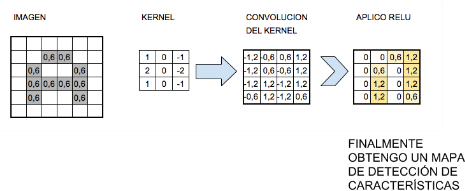 IMAGEN KERNEL CONVOLUCION APLICO RELU
DEL KERNEL
0,6 0,6
0,6 0,6
0,6 0,6 0,6 0,6
0,6 0,6
1 0 -1
2 0 -2
1 0 -1
-1,2 -0,6 0,6 1,2
-1,2 0,6 -0,6 1,2
-1,2 1,2 -1,2 1,2
-0,6 1,2 -1,2 0,6
0 0 0,6 1,2
0 0,6 0 1,2
0 1,2 0 1,2
0 1,2 0 0,6
FINALMENTE
OBTENGO UN MAPA
DE DETECCIÓN DE
CARACTERÍSTICAS